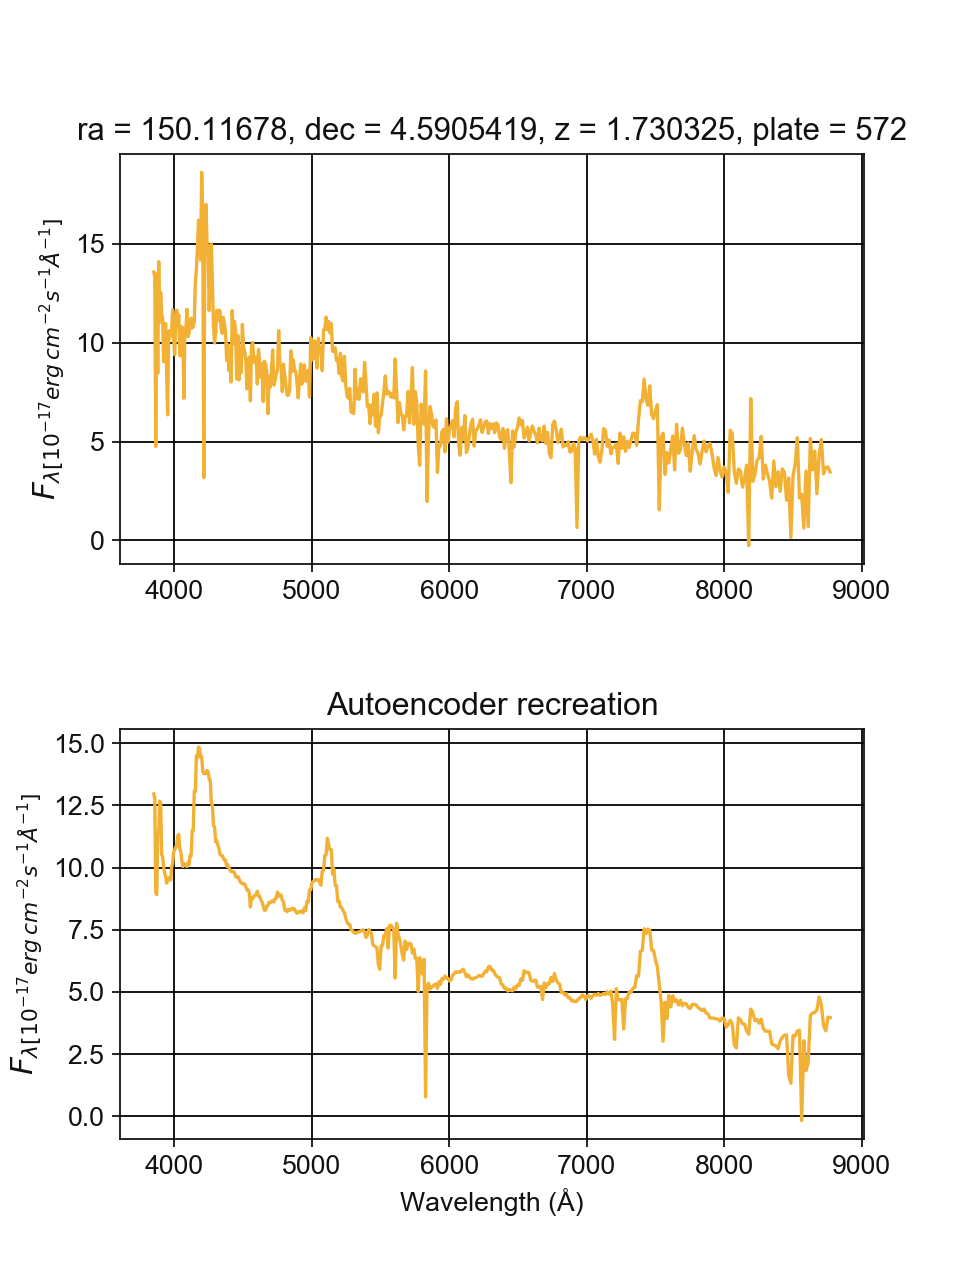 ra = 150.11678, dec = 4.5905419, z = 1.730325, plate = 572
F_λ[10⁻¹⁷erg cm⁻²s⁻¹Å⁻¹]
15
10
5
0
4000 5000 6000 7000 8000 9000
Autoencoder recreation
F_λ[10⁻¹⁷erg cm⁻²s⁻¹Å⁻¹]
15.0
12.5
10.0
7.5
5.0
2.5
0.0
4000 5000 6000 7000 8000 9000
Wavelength (Å)